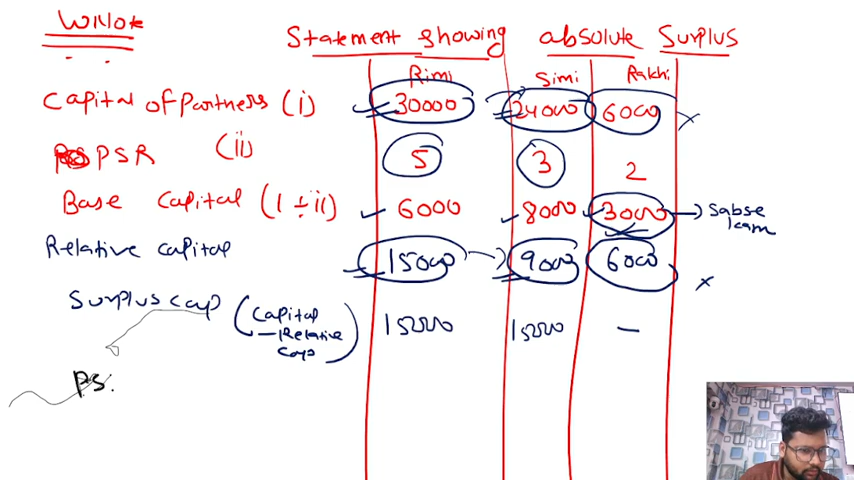 WN load
Statement showing absolute Surplus
Rimi Simi Rakhi
Capital of Partners (i) 30000 24000 6000 x
PSR (ii) 5 3 2
Base Capital (I ÷ ii) 6000 8000 3000 → Sabse kam
Relative capital 15000 9000 6000 x
Surplus cap (Capital - Relative cap) 15000 15000 -
PS.